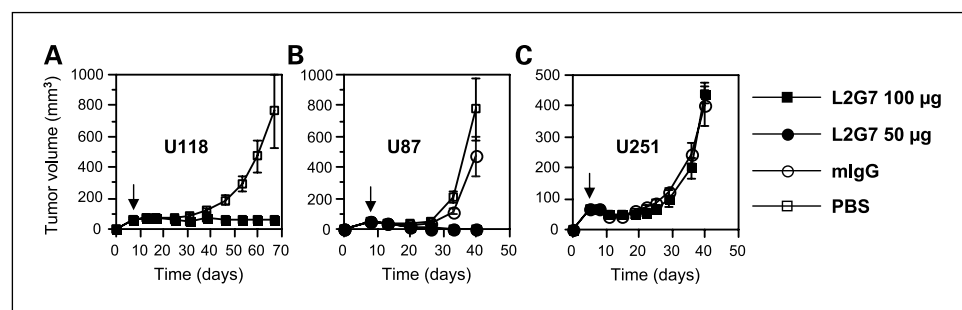 A
B
C
1000
800
600
400
200
0
Tumor volume (mm³)
U118
0 10 20 30 40 50 60 70
Time (days)
1000
800
600
400
200
0
U87
0 10 20 30 40 50
Time (days)
500
400
300
200
100
0
U251
0 10 20 30 40 50
Time (days)
L2G7 100 µg
L2G7 50 µg
mIgG
PBS